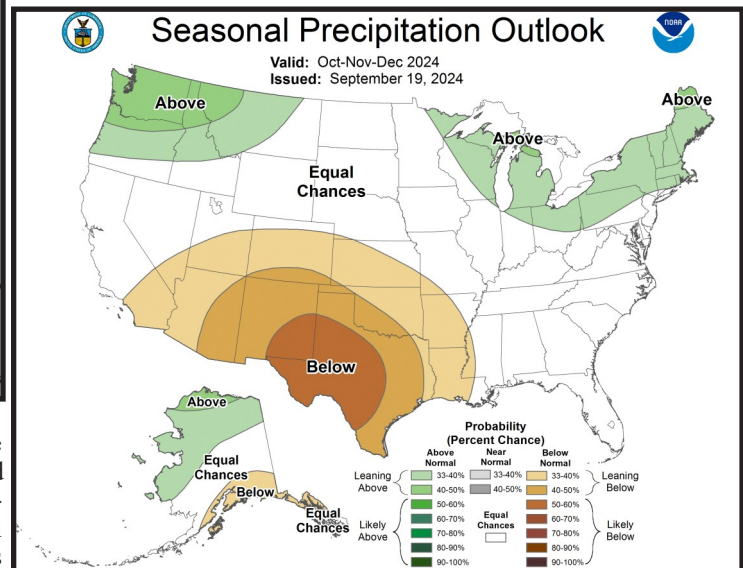 Seasonal Precipitation Outlook
NOAA
Valid: Oct-Nov-Dec 2024
Issued: September 19, 2024
Above
Above
Above
Equal
Chances
Below
Above
Equal
Chances
Below
Equal
Chances
Probability
(Percent Chance)
Above
Normal
Near
Normal
Below
Normal
Leaning
Above
33-40% 33-40% 33-40%
40-50% 40-50% 40-50%
Leaning
Below
Likely
Above
50-60% 50-60%
60-70% 60-70%
70-80% 70-80%
80-90% 80-90%
90-100% 90-100%
Equal
Chances
Likely
Below